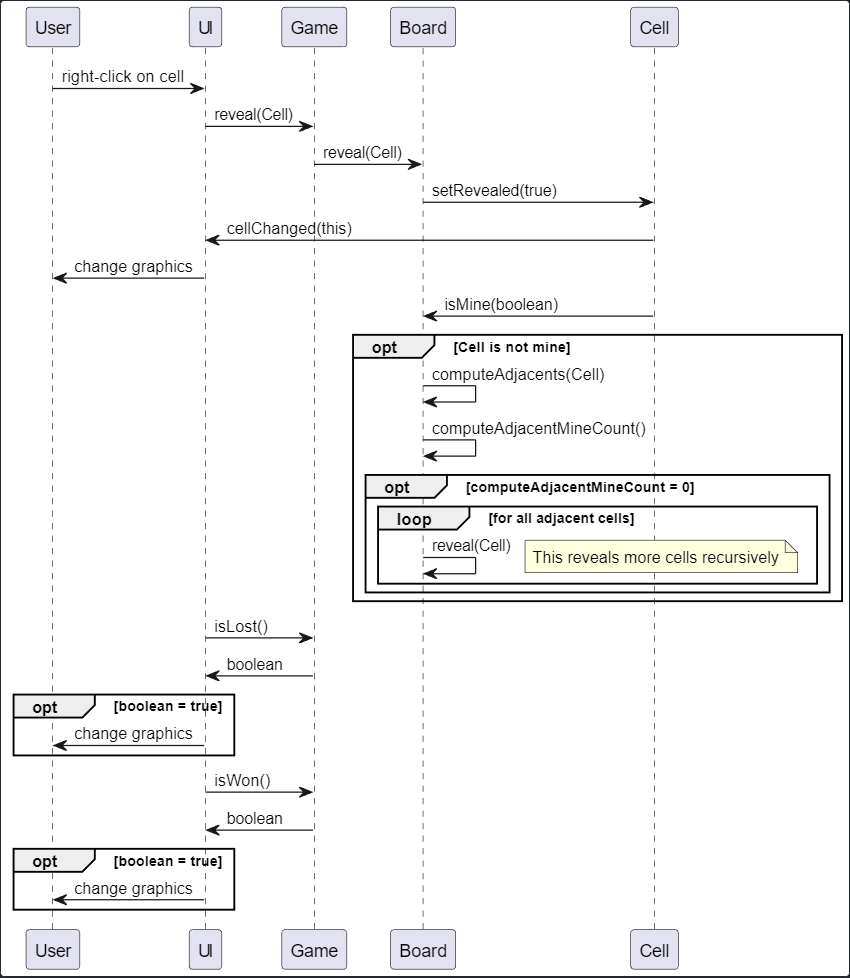 User UI Game Board Cell
right-click on cell
reveal(Cell)
reveal(Cell)
setRevealed(true)
cellChanged(this)
change graphics
isMine(boolean)
opt [Cell is not mine]
computeAdjacents(Cell)
computeAdjacentMineCount()
opt [computeAdjacentMineCount = 0]
loop [for all adjacent cells]
reveal(Cell) This reveals more cells recursively
isLost()
boolean
opt [boolean = true]
change graphics
isWon()
boolean
opt [boolean = true]
change graphics
User UI Game Board Cell